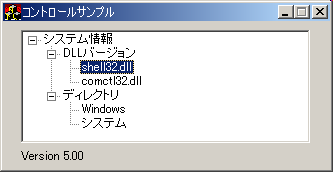 コントロールサンプル
システム情報
DLLバージョン
shell32.dll
comctl32.dll
ディレクトリ
Windows
システム
Version 5.00